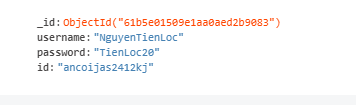 _id: ObjectId("61b5e01509e1aa0aed2b9083")
username: "NguyenTienLoc"
password: "TienLoc20"
id: "ancoijas2412kj"